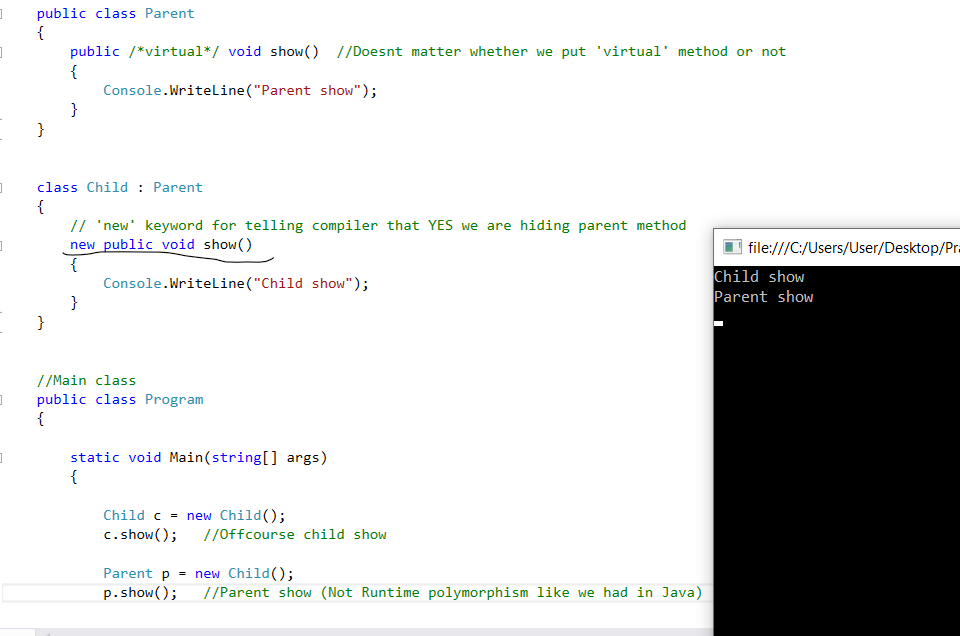 public class Parent
{
public /*virtual*/ void show()  //Doesnt matter whether we put 'virtual' method or not
{
Console.WriteLine("Parent show");
}
}
class Child : Parent
{
// 'new' keyword for telling compiler that YES we are hiding parent method
new public void show()
{
Console.WriteLine("Child show");
}
}
//Main class
public class Program
{
static void Main(string[] args)
{
Child c = new Child();
c.show();   //Offcourse child show
Parent p = new Child();
p.show();   //Parent show (Not Runtime polymorphism like we had in Java)
file:///C:/Users/User/Desktop/Pra
Child show
Parent show